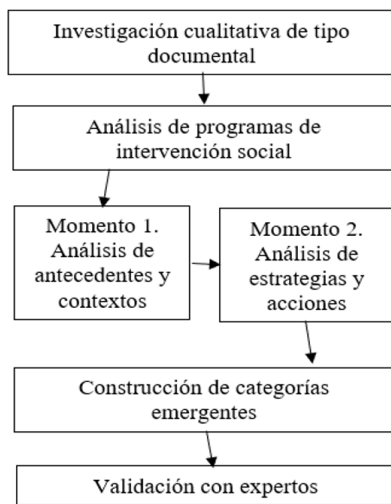 Investigación cualitativa de tipo
documental
Análisis de programas de
intervención social
Momento 1.
Análisis de
antecedentes y
contextos
Momento 2.
Análisis de
estrategias y
acciones
Construcción de categorías
emergentes
Validación con expertos